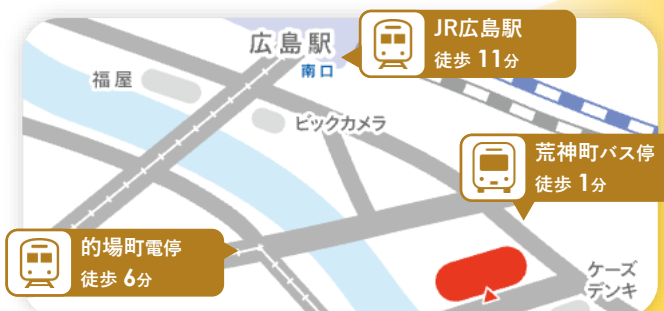 JR広島駅
徒歩 11分
広島駅
南口
福屋
ビックカメラ
荒神町バス停
徒歩 1分
的場町電停
徒歩 6分
ケーズ
デンキ